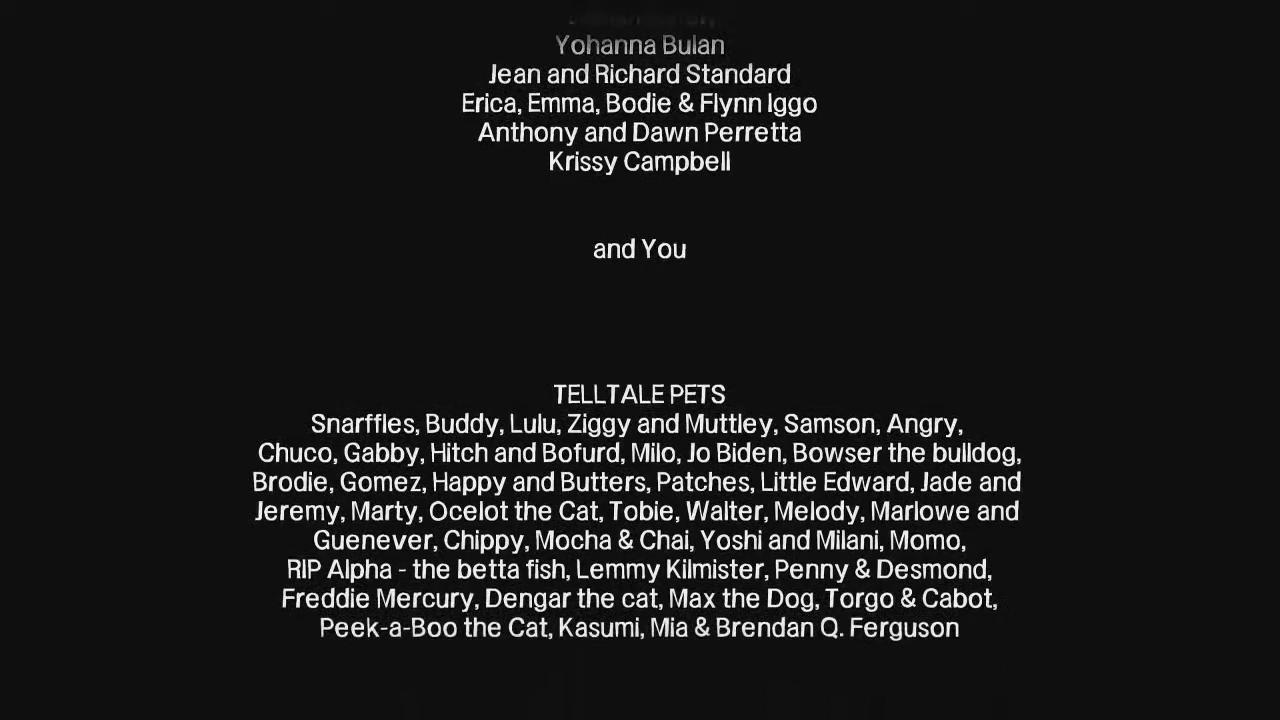 Yohanna Bulan
Jean and Richard Standard
Erica, Emma, Bodie & Flynn Iggo
Anthony and Dawn Perretta
Krissy Campbell
and You
TELLTALE PETS
Snarffles, Buddy, Lulu, Ziggy and Muttley, Samson, Angry,
Chuco, Gabby, Hitch and Bofurd, Milo, Jo Biden, Bowser the bulldog,
Brodie, Gomez, Happy and Butters, Patches, Little Edward, Jade and
Jeremy, Marty, Ocelot the Cat, Tobie, Walter, Melody, Marlowe and
Guenever, Chippy, Mocha & Chai, Yoshi and Milani, Momo,
RIP Alpha - the betta fish, Lemmy Kilmister, Penny & Desmond,
Freddie Mercury, Dengar the cat, Max the Dog, Torgo & Cabot,
Peek-a-Boo the Cat, Kasumi, Mia & Brendan Q. Ferguson